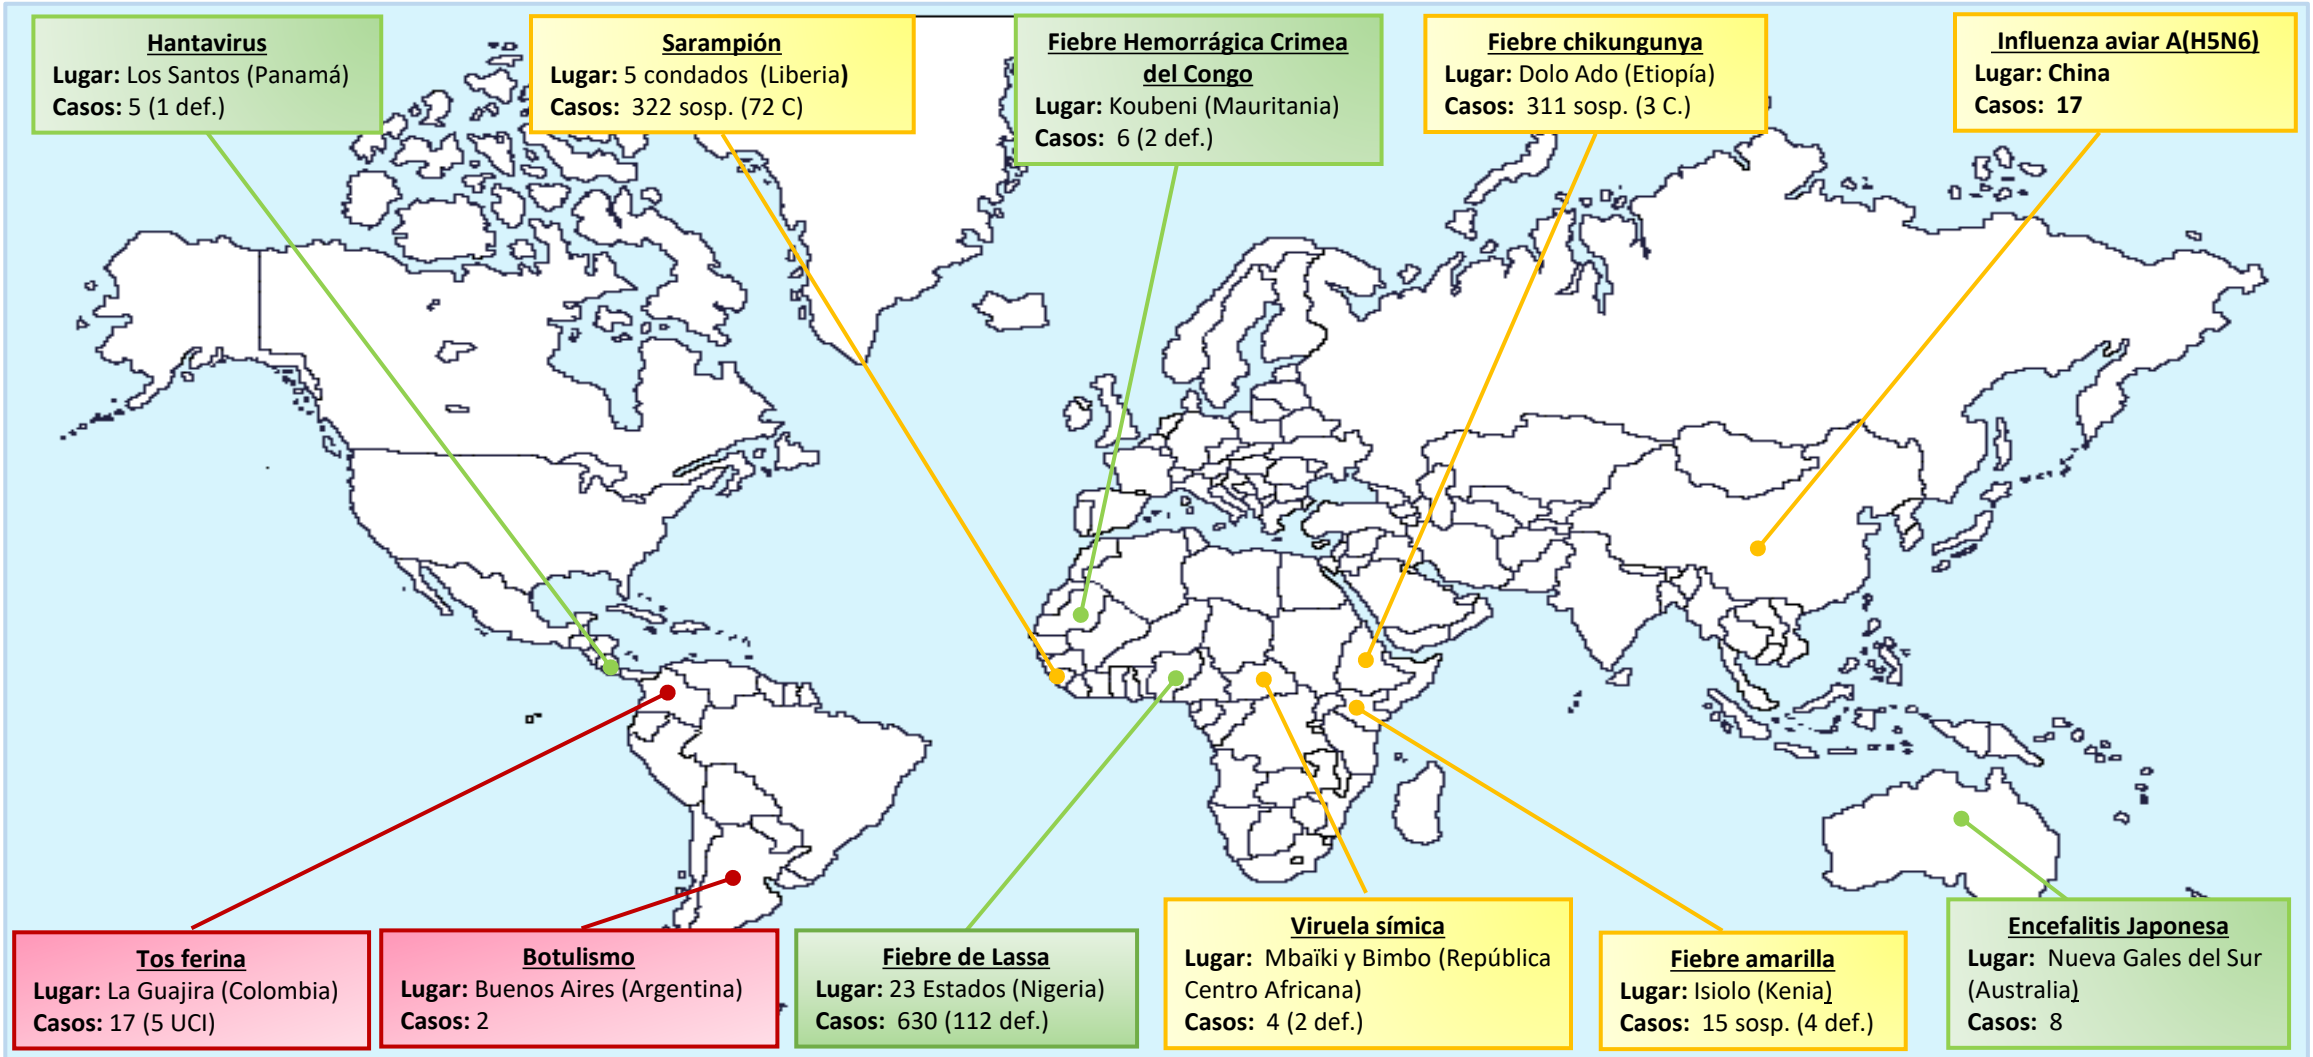 Hantavirus
Lugar: Los Santos (Panamá)
Casos: 5 (1 def.)
Sarampión
Lugar: 5 condados (Liberia)
Casos: 322 sosp. (72 C)
Fiebre Hemorrágica Crimea
del Congo
Lugar: Koubeni (Mauritania)
Casos: 6 (2 def.)
Fiebre chikungunya
Lugar: Dolo Ado (Etiopía)
Casos: 311 sosp. (3 C.)
Influenza aviar A(H5N6)
Lugar: China
Casos: 17
Tos ferina
Lugar: La Guajira (Colombia)
Casos: 17 (5 UCI)
Botulismo
Lugar: Buenos Aires (Argentina)
Casos: 2
Fiebre de Lassa
Lugar: 23 Estados (Nigeria)
Casos: 630 (112 def.)
Viruela símica
Lugar: Mbaïki y Bimbo (República
Centro Africana)
Casos: 4 (2 def.)
Fiebre amarilla
Lugar: Isiolo (Kenia)
Casos: 15 sosp. (4 def.)
Encefalitis Japonesa
Lugar: Nueva Gales del Sur
(Australia)
Casos: 8